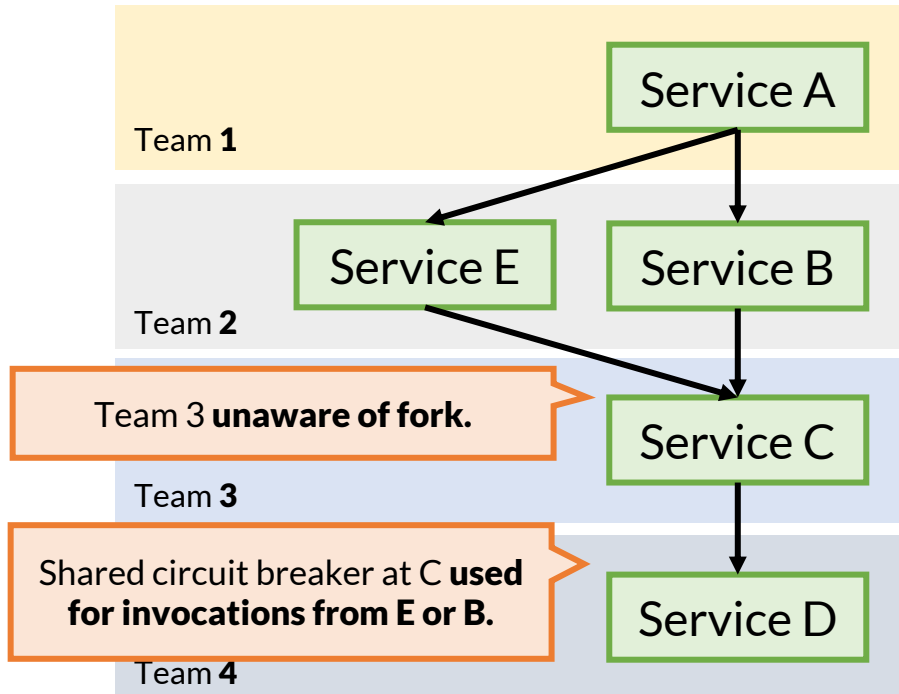 Service A
Team 1
Service E
Service B
Team 2
Team 3 unaware of fork.
Service C
Team 3
Shared circuit breaker at C used
for invocations from E or B.
Service D
Team 4